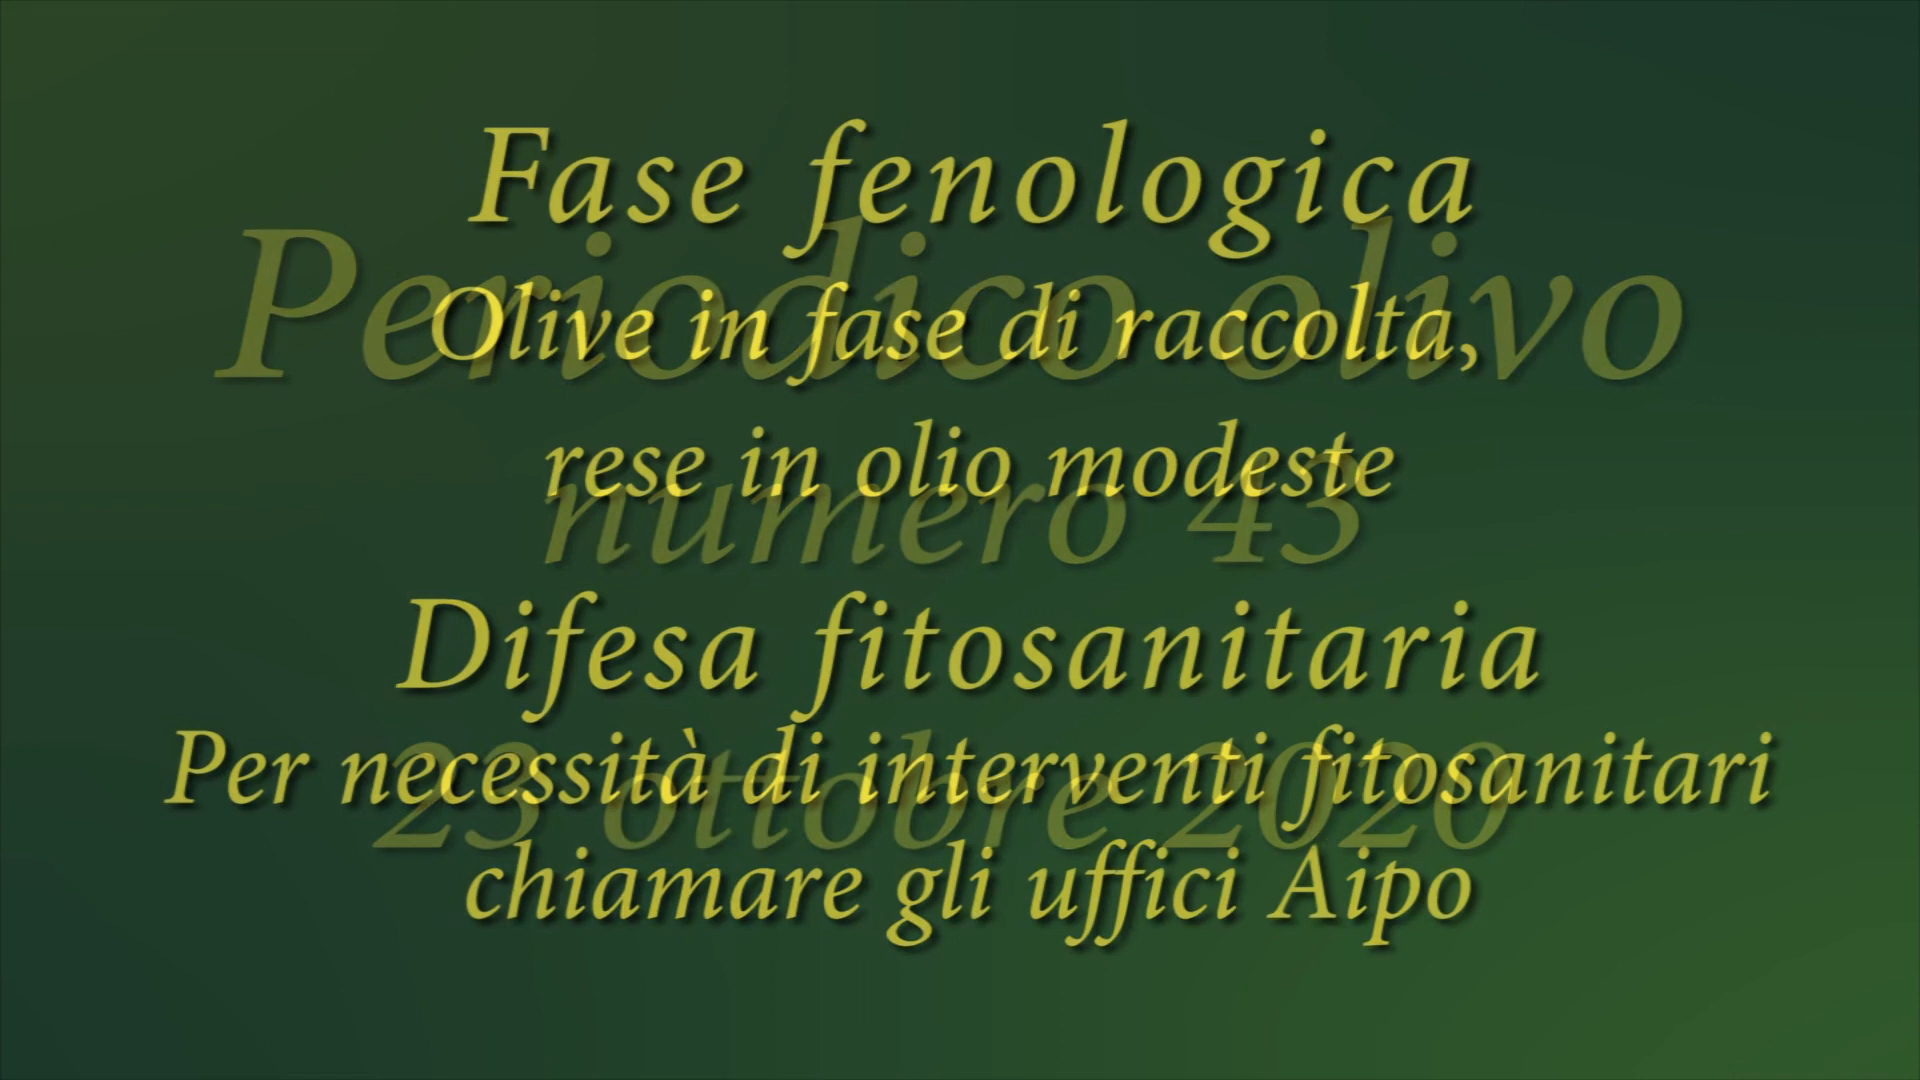 Fase fenologica
Periodico olivo
Olive in fase di raccolta,
rese in olio modeste
numero 43
Difesa fitosanitaria
Per necessità di interventi fitosanitari
23 ottobre 2020
chiamare gli uffici Aipo